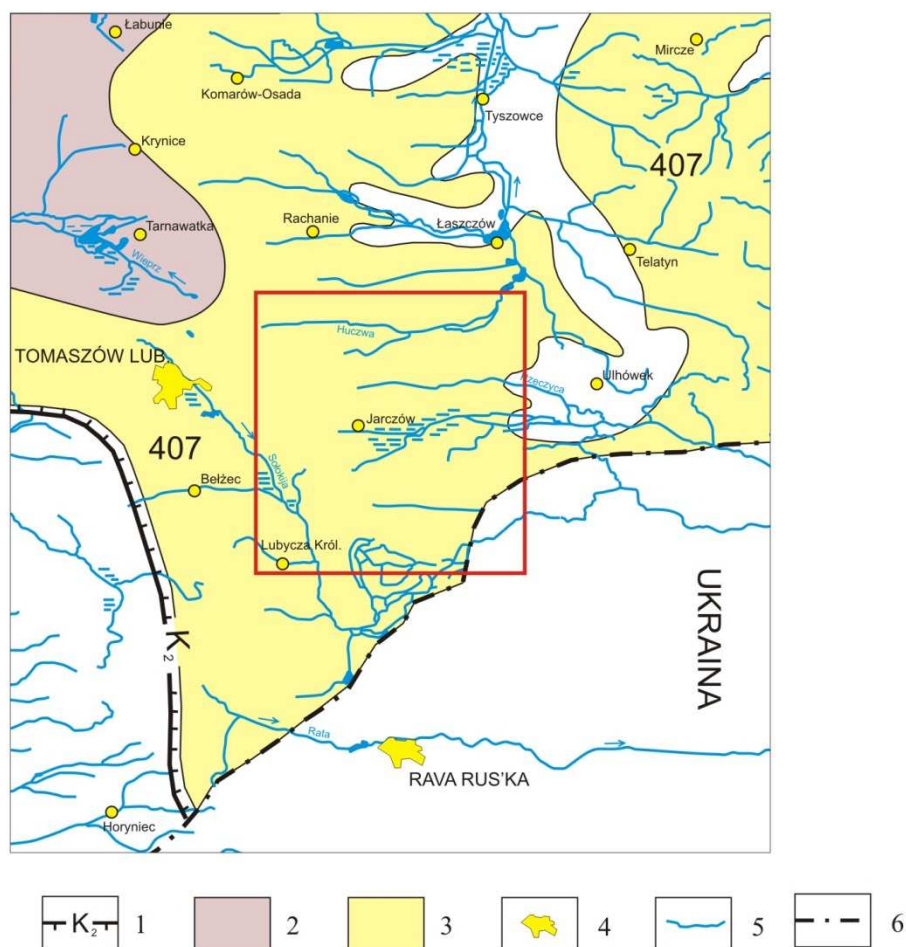 Łabunie
Mircze
Komarów-Osada
Tyszowce
Krynice
407
Rachanie
Tarnawatka
Łaszczów
Telatyn
Wieprz
Huczwa
TOMASZÓW LUB.
Rzeczyca
Ulhówek
Jarczów
407
Sołokija
Bełżec
Lubycza Król.
UKRAINA
K₂
Rata
RAVA RUS'KA
Horyniec
K₂ 1 2 3 4 5 6